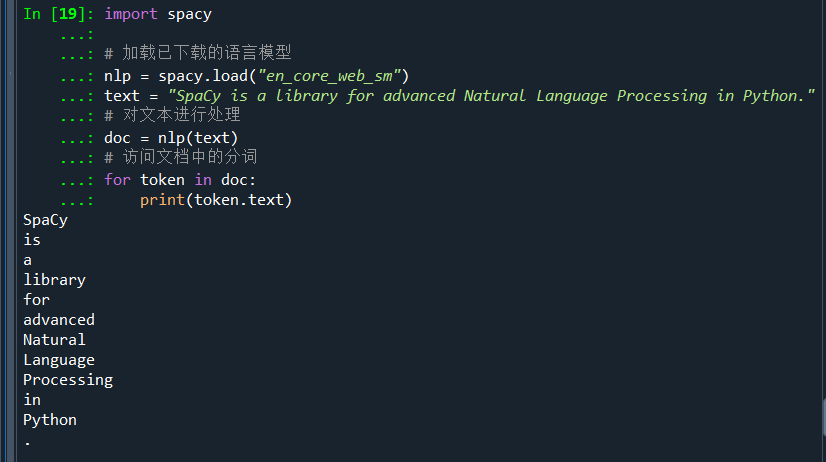 In [19]: import spacy
...:
...: # 加载已下载的语言模型
...: nlp = spacy.load("en_core_web_sm")
...: text = "SpaCy is a library for advanced Natural Language Processing in Python."
...: # 对文本进行处理
...: doc = nlp(text)
...: # 访问文档中的分词
...: for token in doc:
...:     print(token.text)
SpaCy
is
a
library
for
advanced
Natural
Language
Processing
in
Python
.